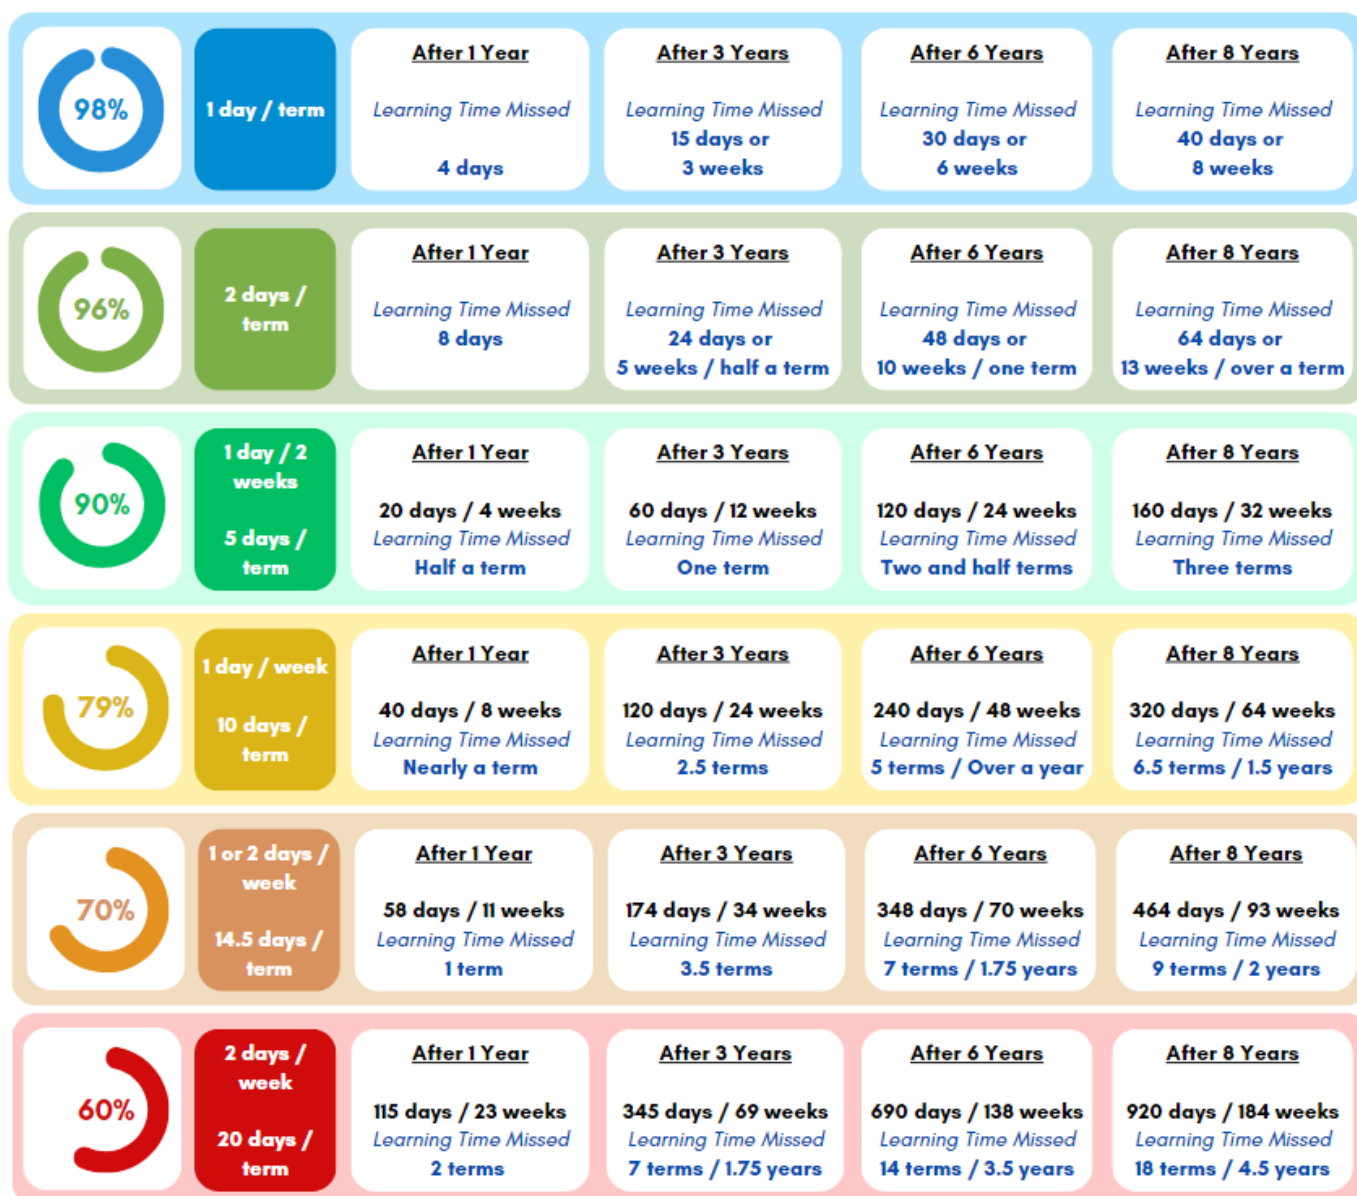 98%
1 day / term
After 1 Year
Learning Time Missed
4 days
After 3 Years
Learning Time Missed
15 days or
3 weeks
After 6 Years
Learning Time Missed
30 days or
6 weeks
After 8 Years
Learning Time Missed
40 days or
8 weeks
96%
2 days /
term
After 1 Year
Learning Time Missed
8 days
After 3 Years
Learning Time Missed
24 days or
5 weeks / half a term
After 6 Years
Learning Time Missed
48 days or
10 weeks / one term
After 8 Years
Learning Time Missed
64 days or
13 weeks / over a term
90%
1 day / 2
weeks
5 days /
term
After 1 Year
20 days / 4 weeks
Learning Time Missed
Half a term
After 3 Years
60 days / 12 weeks
Learning Time Missed
One term
After 6 Years
120 days / 24 weeks
Learning Time Missed
Two and half terms
After 8 Years
160 days / 32 weeks
Learning Time Missed
Three terms
79%
1 day / week
10 days /
term
After 1 Year
40 days / 8 weeks
Learning Time Missed
Nearly a term
After 3 Years
120 days / 24 weeks
Learning Time Missed
2.5 terms
After 6 Years
240 days / 48 weeks
Learning Time Missed
5 terms / Over a year
After 8 Years
320 days / 64 weeks
Learning Time Missed
6.5 terms / 1.5 years
70%
1 or 2 days /
week
14.5 days /
term
After 1 Year
58 days / 11 weeks
Learning Time Missed
1 term
After 3 Years
174 days / 34 weeks
Learning Time Missed
3.5 terms
After 6 Years
348 days / 70 weeks
Learning Time Missed
7 terms / 1.75 years
After 8 Years
464 days / 93 weeks
Learning Time Missed
9 terms / 2 years
60%
2 days /
week
20 days /
term
After 1 Year
115 days / 23 weeks
Learning Time Missed
2 terms
After 3 Years
345 days / 69 weeks
Learning Time Missed
7 terms / 1.75 years
After 6 Years
690 days / 138 weeks
Learning Time Missed
14 terms / 3.5 years
After 8 Years
920 days / 184 weeks
Learning Time Missed
18 terms / 4.5 years